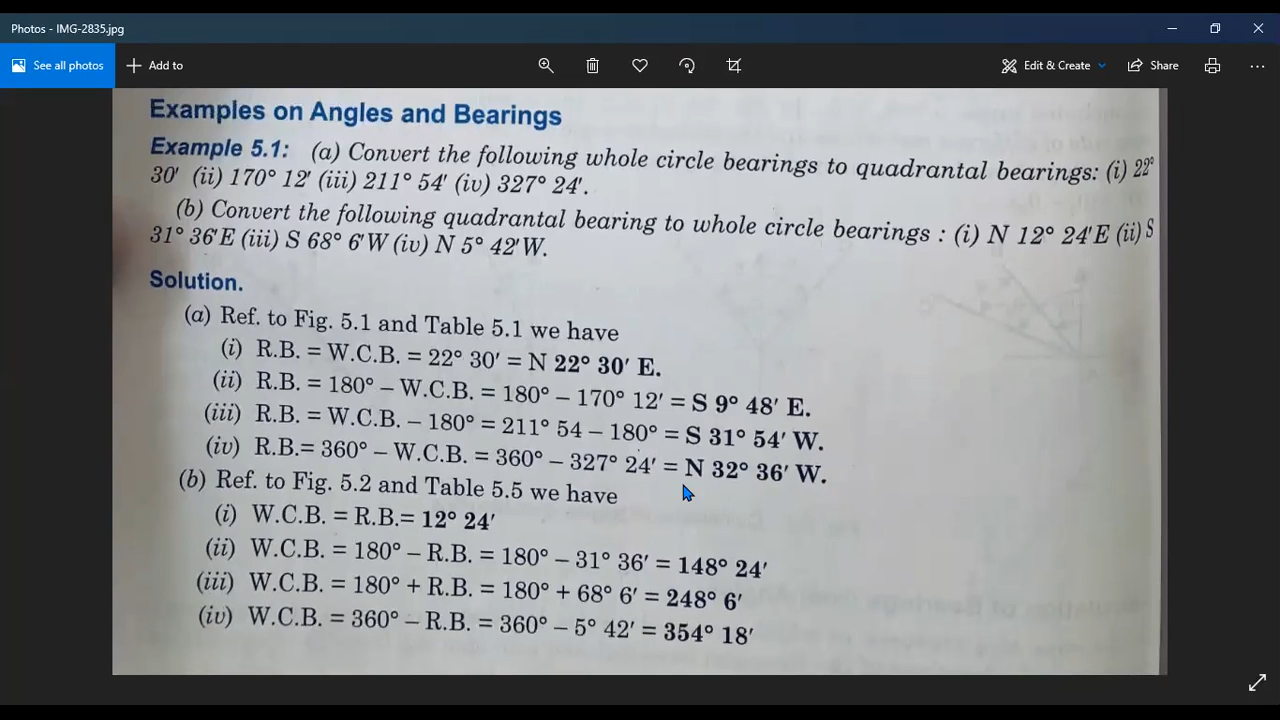 Photos - IMG-2835.jpg
See all photos
Add to
Edit & Create
Share
Examples on Angles and Bearings
Example 5.1: (a) Convert the following whole circle bearings to quadrantal bearings: (i) 22°
30′ (ii) 170° 12′ (iii) 211° 54′ (iv) 327° 24′.
(b) Convert the following quadrantal bearing to whole circle bearings : (i) N 12° 24′E (ii) S
31° 36′E (iii) S 68° 6′W (iv) N 5° 42′W.
Solution.
(a) Ref. to Fig. 5.1 and Table 5.1 we have
(i) R.B. = W.C.B. = 22° 30′ = N 22° 30′ E.
(ii) R.B. = 180° – W.C.B. = 180° – 170° 12′ = S 9° 48′ E.
(iii) R.B. = W.C.B. – 180° = 211° 54 – 180° = S 31° 54′ W.
(iv) R.B.= 360° – W.C.B. = 360° – 327° 24′ = N 32° 36′ W.
(b) Ref. to Fig. 5.2 and Table 5.5 we have
(i) W.C.B. = R.B.= 12° 24′
(ii) W.C.B. = 180° – R.B. = 180° – 31° 36′ = 148° 24′
(iii) W.C.B. = 180° + R.B. = 180° + 68° 6′ = 248° 6′
(iv) W.C.B. = 360° – R.B. = 360° – 5° 42′ = 354° 18′